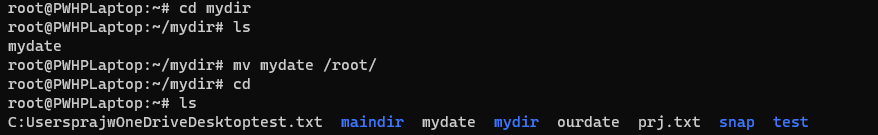 root@PWHPLaptop:~# cd mydir
root@PWHPLaptop:~/mydir# ls
mydate
root@PWHPLaptop:~/mydir# mv mydate /root/
root@PWHPLaptop:~/mydir# cd
root@PWHPLaptop:~# ls
C:UsersprajwOneDriveDesktoptest.txt  maindir  mydate  mydir  ourdate  prj.txt  snap  test